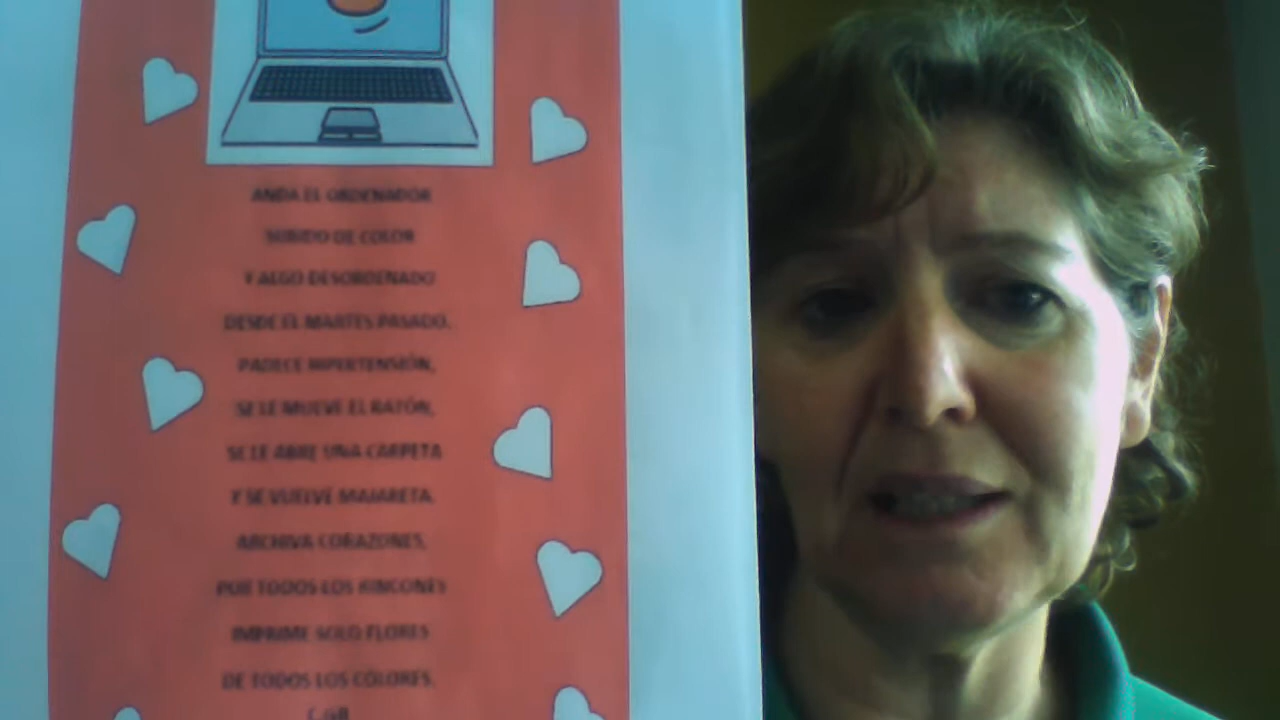 ANDA EL ORDENADOR
SUBIDO DE COLOR
Y ALGO DESORDENADO
DESDE EL MARTES PASADO,
PADECE HIPERTENSIÓN,
SE LE MUEVE EL RATÓN,
SE LE ABRE UNA CARPETA
Y SE VUELVE MAJARETA.
ARCHIVA CORAZONES,
POR TODOS LOS RINCONES
IMPRIME SOLO FLORES
DE TODOS LOS COLORES.